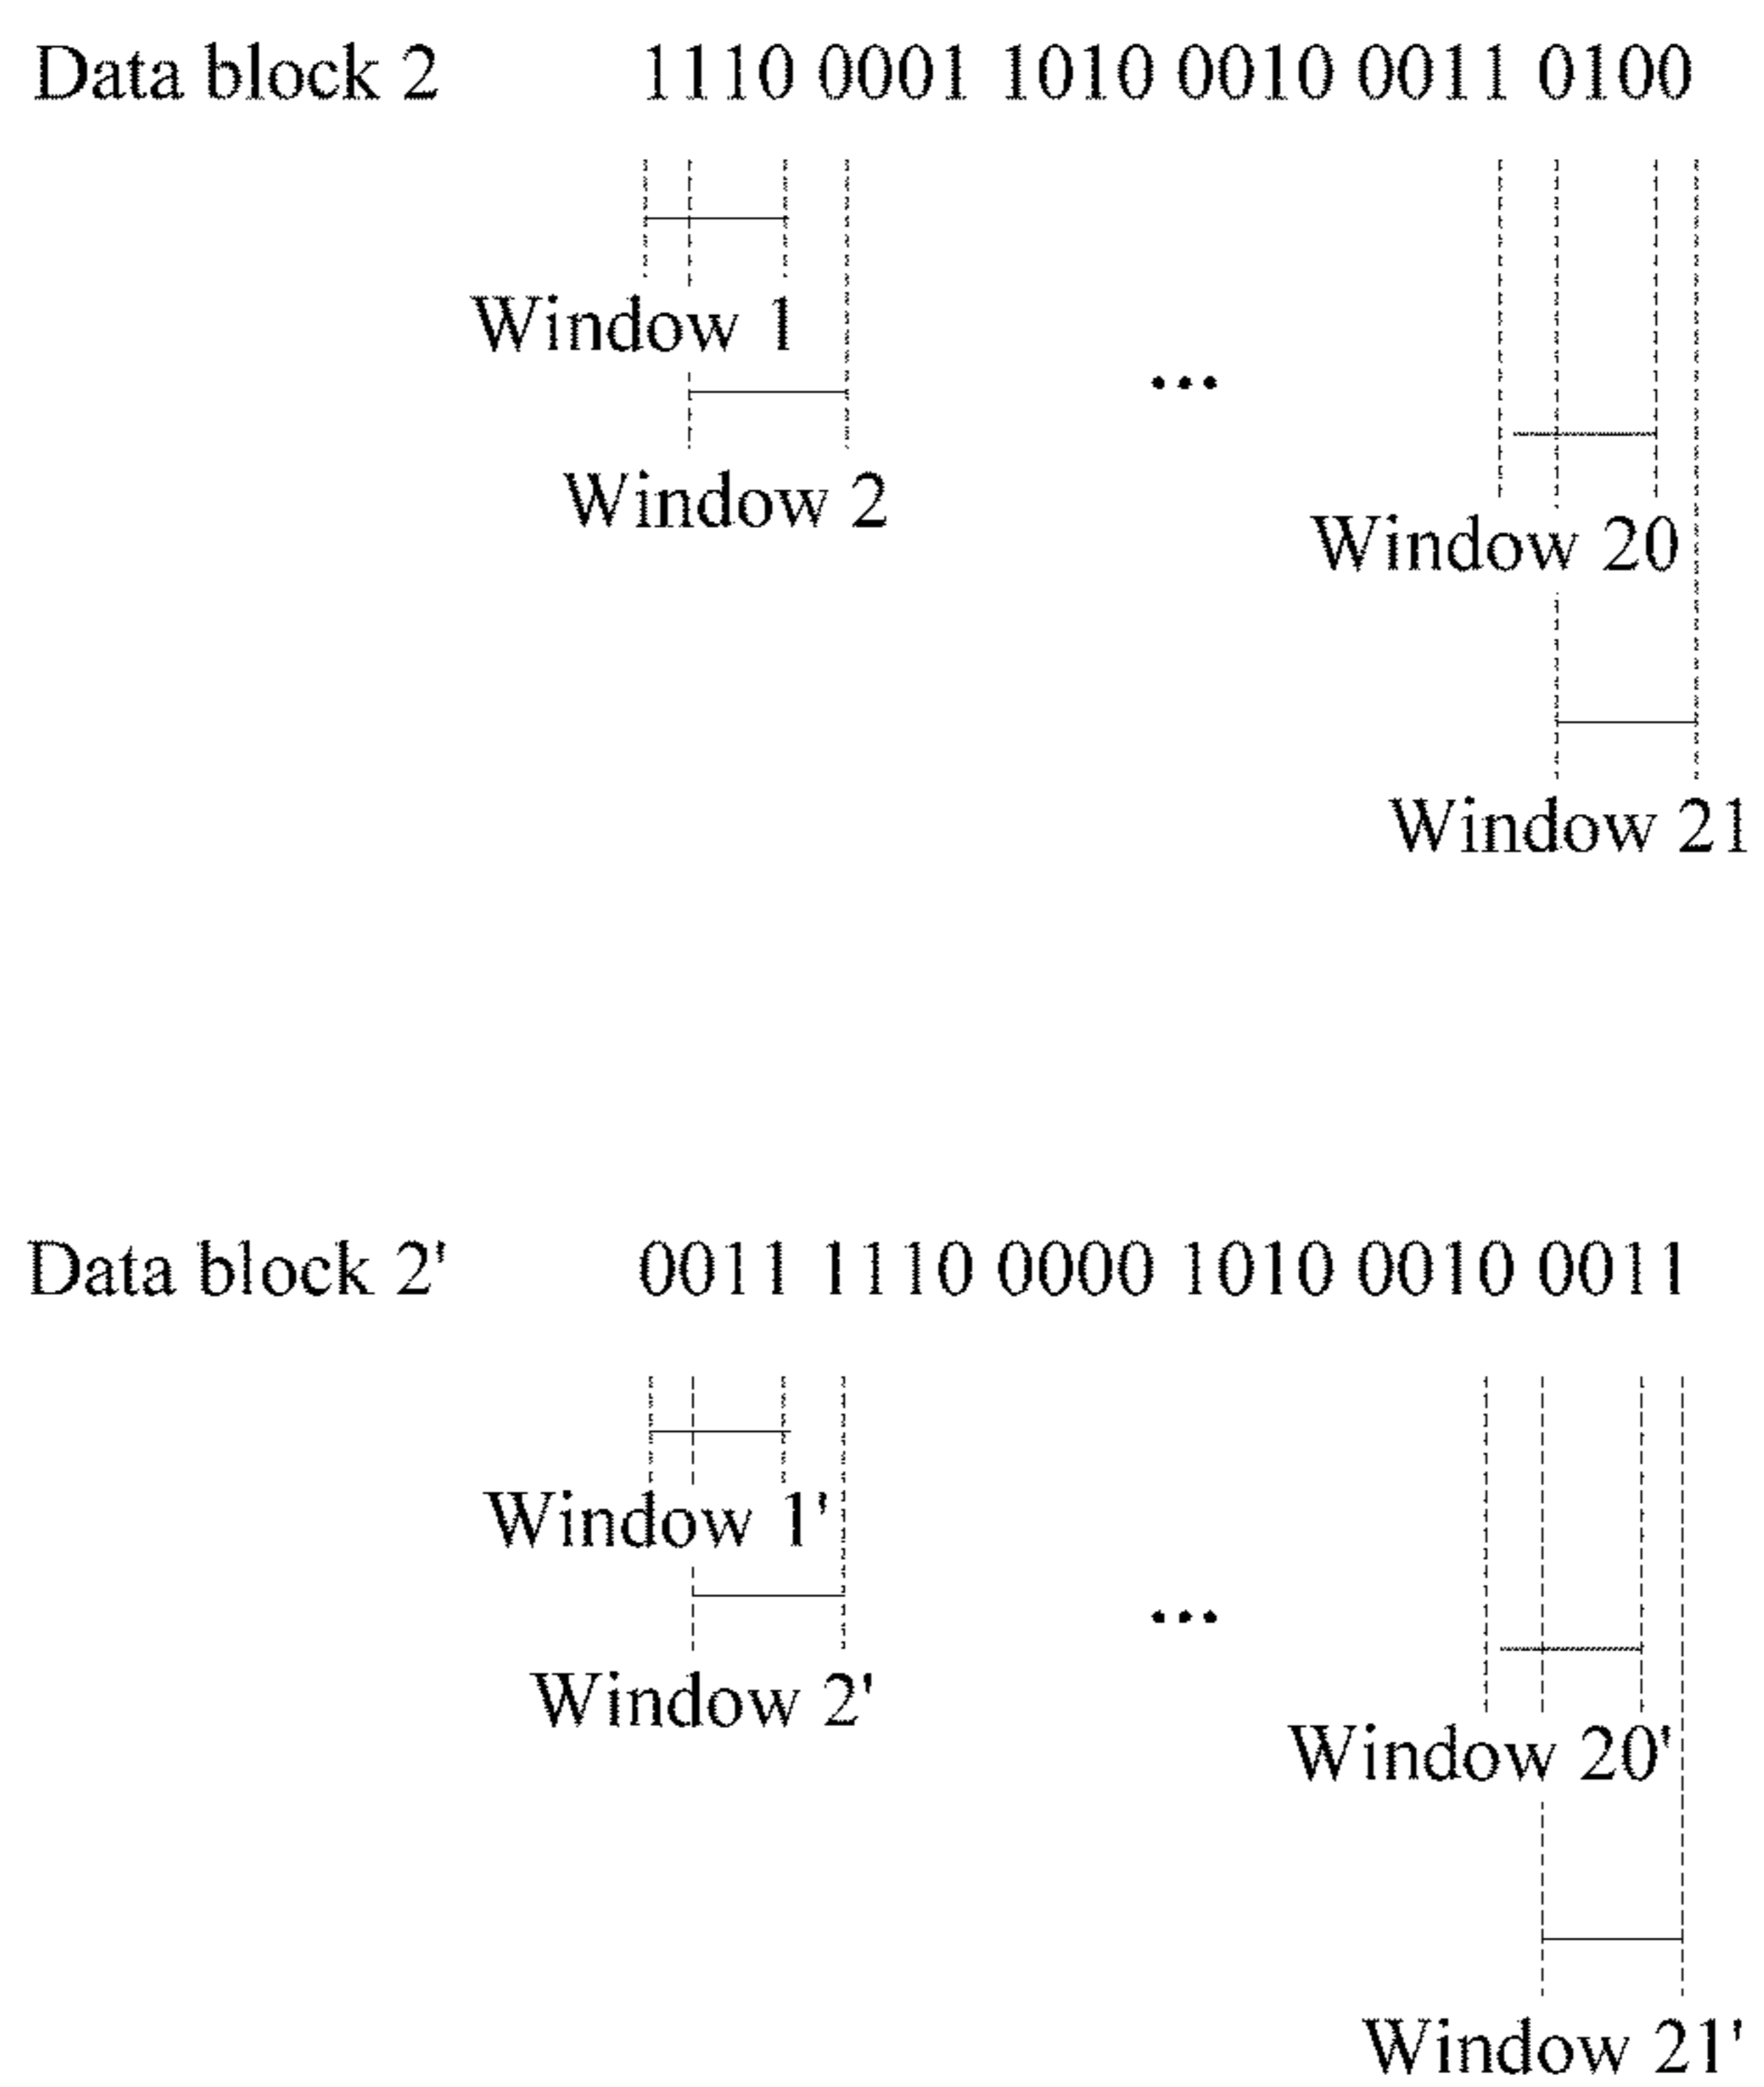 Data block 2 1110 0001 1010 0010 0011 0100
Window 1
...
Window 2
Window 20
Window 21
Data block 2' 0011 1110 0000 1010 0010 0011
Window 1'
...
Window 2'
Window 20'
Window 21'